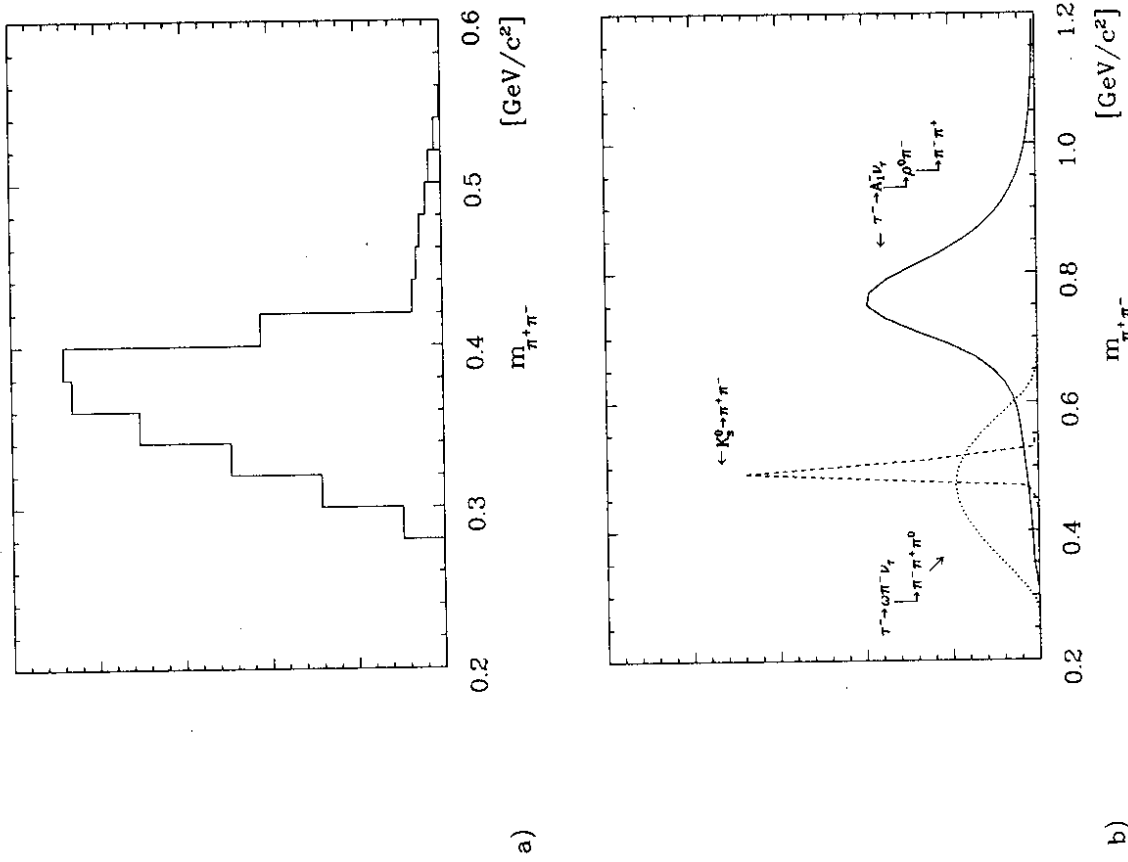 a)
0.2
0.3
0.4
0.5
0.6
m_{π⁺π⁻}
[GeV/c²]
b)
τ⁻→ωπ⁻ν_τ
→π⁻π⁺π⁰
← K⁰_s→π⁺π⁻
← τ⁻→A₁⁻ν_τ
→ρ⁰π⁻
→π⁻π⁺
0.2
0.4
0.6
0.8
1.0
1.2
m_{π⁺π⁻}
[GeV/c²]